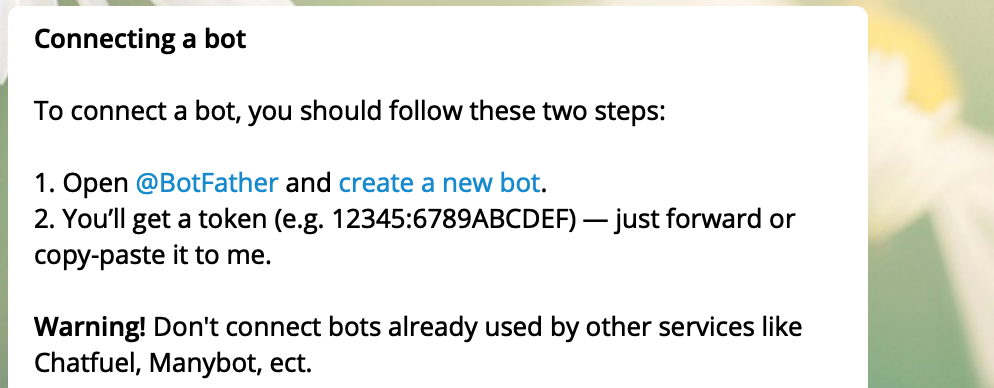 Connecting a bot
To connect a bot, you should follow these two steps:
1. Open @BotFather and create a new bot.
2. You’ll get a token (e.g. 12345:6789ABCDEF) — just forward or
copy-paste it to me.
Warning! Don't connect bots already used by other services like
Chatfuel, Manybot, ect.